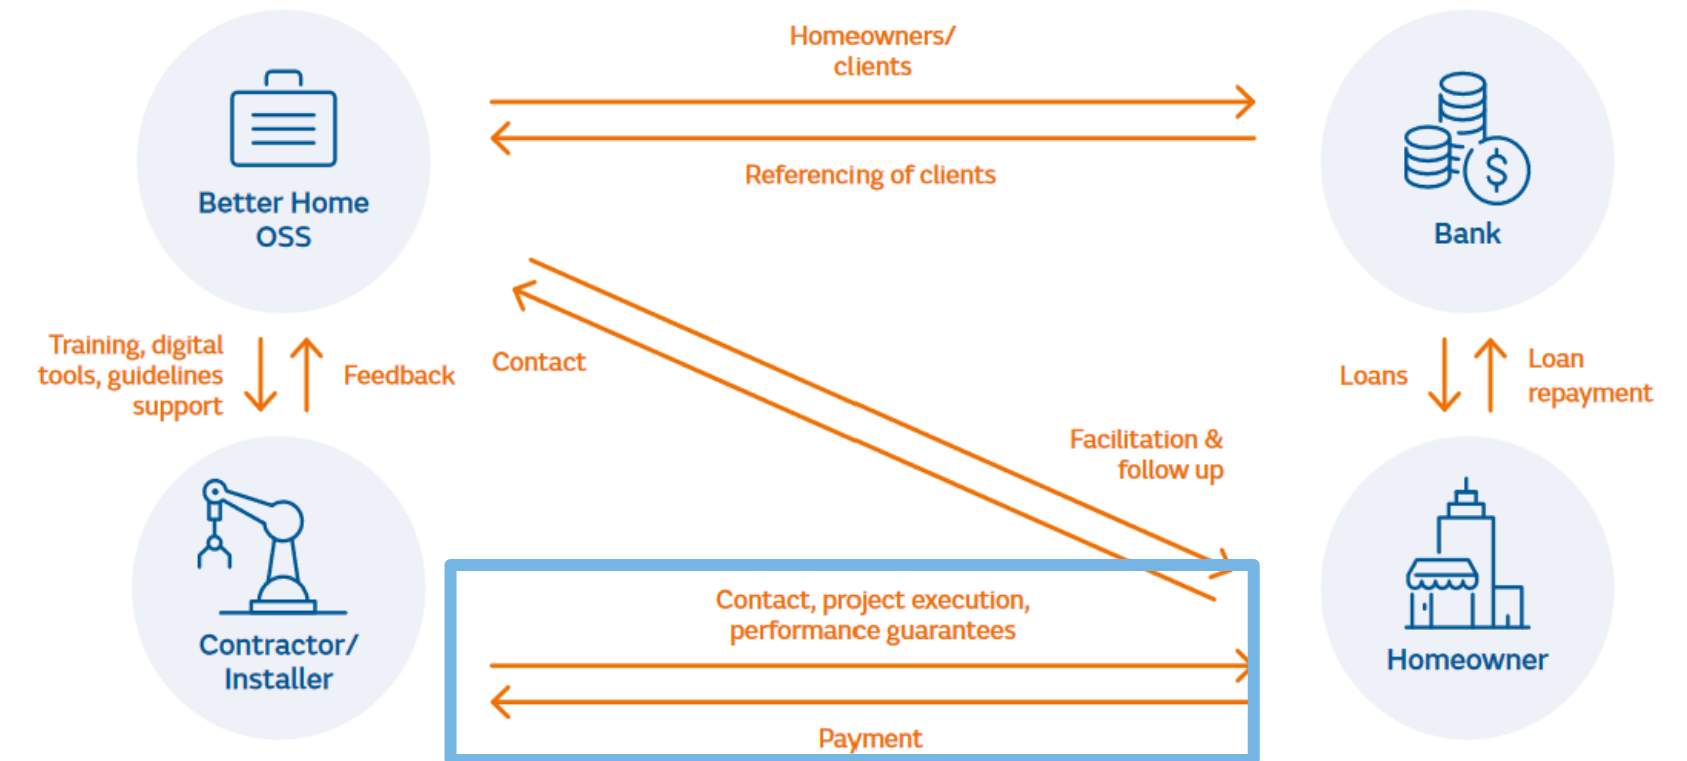 Homeowners/
clients
Referencing of clients
Better Home
OSS
Bank
Training, digital
tools, guidelines
support
Feedback
Contact
Loans
Loan
repayment
Facilitation &
follow up
Contractor/
Installer
Contact, project execution,
performance guarantees
Payment
Homeowner
$